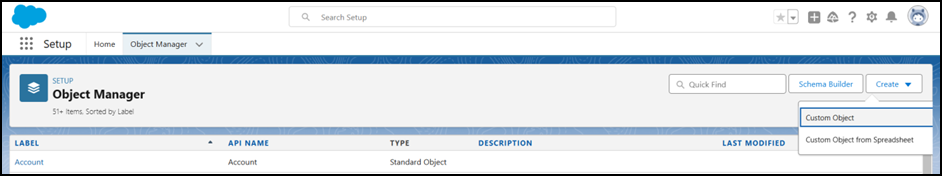 Search Setup
Setup Home Object Manager
SETUP
Object Manager
51+ Items, Sorted by Label
Quick Find
Schema Builder
Create
Custom Object
Custom Object from Spreadsheet
LABEL API NAME TYPE DESCRIPTION LAST MODIFIED
Account Account Standard Object